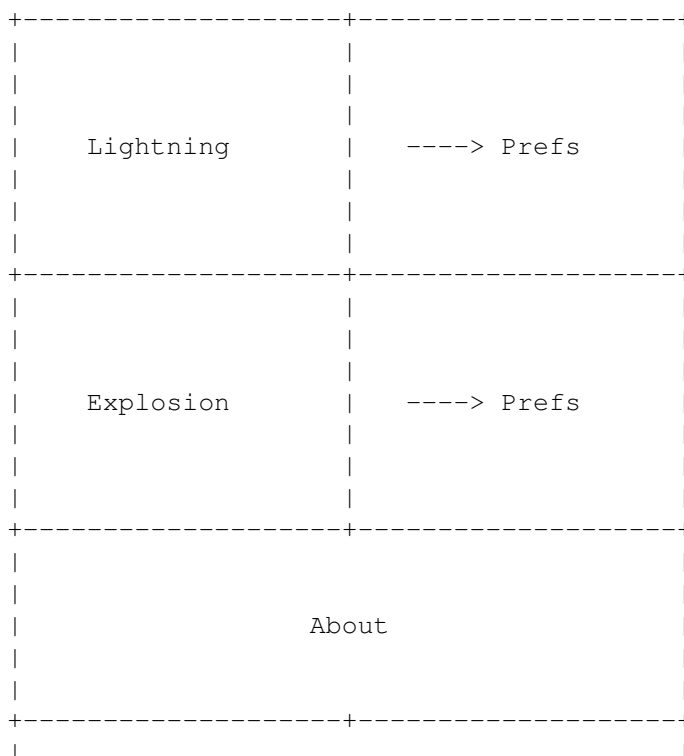 +--------------------+--------------------+
|                    |                    |
|                    |                    |
|                    |                    |
|    Lightning       |   ----> Prefs      |
|                    |                    |
|                    |                    |
|                    |                    |
+--------------------+--------------------+
|                    |                    |
|                    |                    |
|                    |                    |
|    Explosion       |   ----> Prefs      |
|                    |                    |
|                    |                    |
|                    |                    |
+--------------------+--------------------+
|                                         |
|                                         |
|                  About                  |
|                                         |
|                                         |
+--------------------+--------------------+
|                                         |